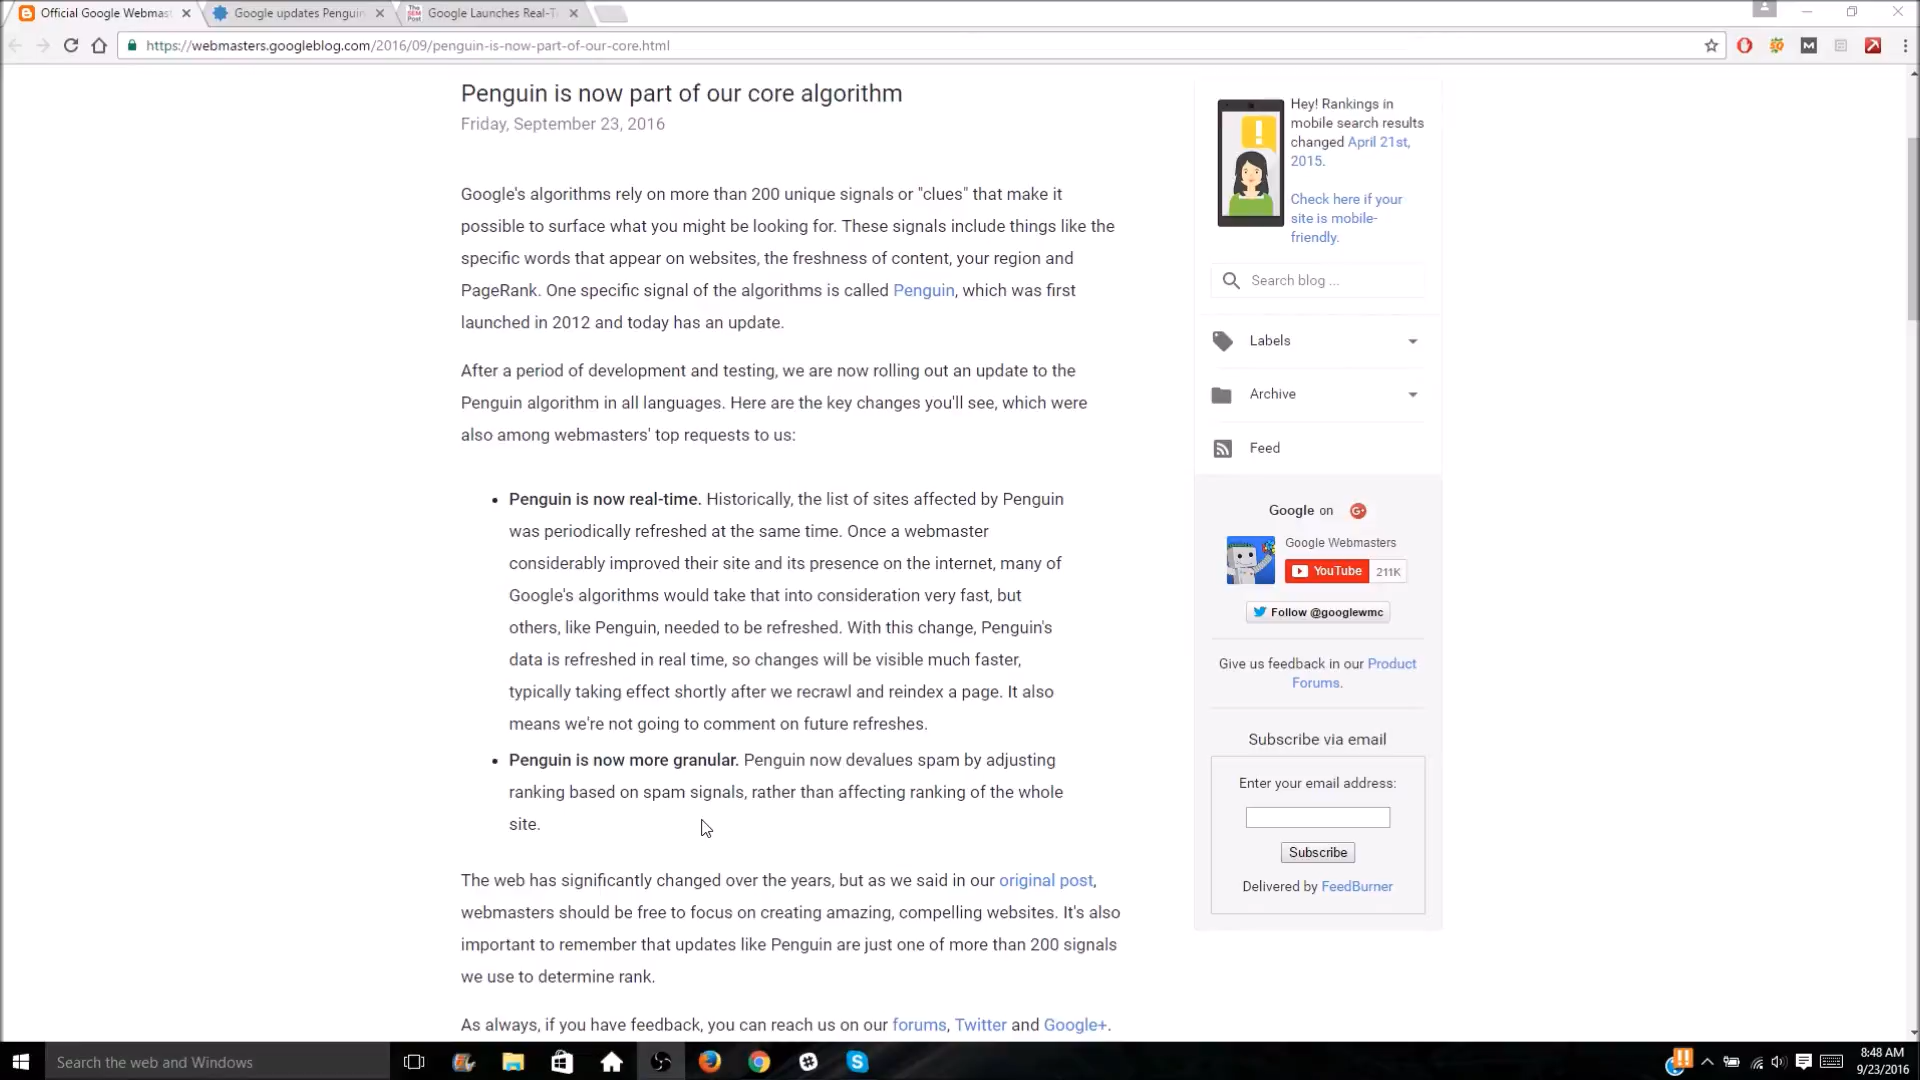 Official Google Webmast
Google updates Penguin
The SEM Post
Google Launches Real-T
https://webmasters.googleblog.com/2016/09/penguin-is-now-part-of-our-core.html
Penguin is now part of our core algorithm
Friday, September 23, 2016
Google's algorithms rely on more than 200 unique signals or "clues" that make it
possible to surface what you might be looking for. These signals include things like the
specific words that appear on websites, the freshness of content, your region and
PageRank. One specific signal of the algorithms is called Penguin, which was first
launched in 2012 and today has an update.
After a period of development and testing, we are now rolling out an update to the
Penguin algorithm in all languages. Here are the key changes you'll see, which were
also among webmasters' top requests to us:
• Penguin is now real-time. Historically, the list of sites affected by Penguin
was periodically refreshed at the same time. Once a webmaster
considerably improved their site and its presence on the internet, many of
Google's algorithms would take that into consideration very fast, but
others, like Penguin, needed to be refreshed. With this change, Penguin's
data is refreshed in real time, so changes will be visible much faster,
typically taking effect shortly after we recrawl and reindex a page. It also
means we're not going to comment on future refreshes.
• Penguin is now more granular. Penguin now devalues spam by adjusting
ranking based on spam signals, rather than affecting ranking of the whole
site.
The web has significantly changed over the years, but as we said in our original post,
webmasters should be free to focus on creating amazing, compelling websites. It's also
important to remember that updates like Penguin are just one of more than 200 signals
we use to determine rank.
As always, if you have feedback, you can reach us on our forums, Twitter and Google+.
Hey! Rankings in
mobile search results
changed April 21st,
2015.
Check here if your
site is mobile-
friendly.
Search blog ...
Labels
Archive
Feed
Google on G+
Google Webmasters
YouTube 211K
Follow @googlewmc
Give us feedback in our Product
Forums.
Subscribe via email
Enter your email address:
Subscribe
Delivered by FeedBurner
Search the web and Windows
8:48 AM
9/23/2016